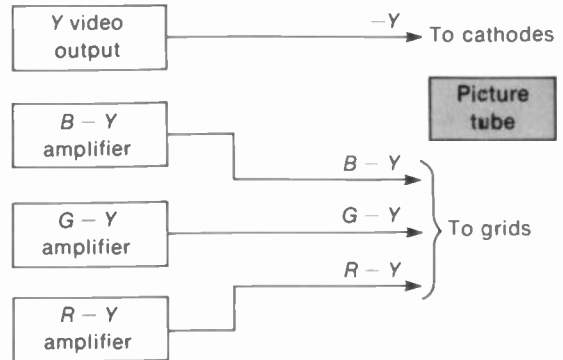 Y video
output
−Y
To cathodes
Picture
tube
B − Y
amplifier
B − Y
G − Y
amplifier
G − Y
To grids
R − Y
R − Y
amplifier